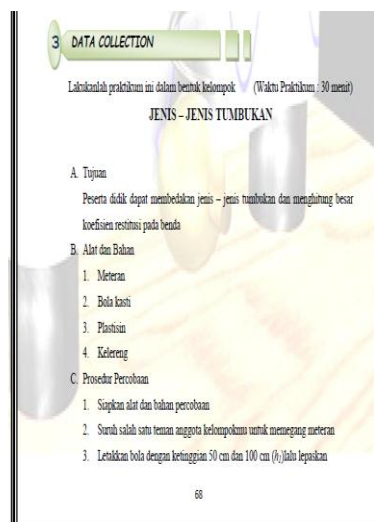 3 DATA COLLECTION
Lakukanlah praktikum ini dalam bentuk kelompok (Waktu Praktikum : 30 menit)
JENIS – JENIS TUMBUKAN
A. Tujuan
Peserta didik dapat membedakan jenis – jenis tumbukan dan menghitung besar
koefisien restitusi pada benda
B. Alat dan Bahan
1. Meteran
2. Bola kasti
3. Plastisin
4. Kelereng
C. Prosedur Percobaan
1. Siapkan alat dan bahan percobaan
2. Suruh salah satu teman anggota kelompokmu untuk memegang meteran
3. Letakkan bola dengan ketinggian 50 cm dan 100 cm (h₁)lalu lepaskan
68